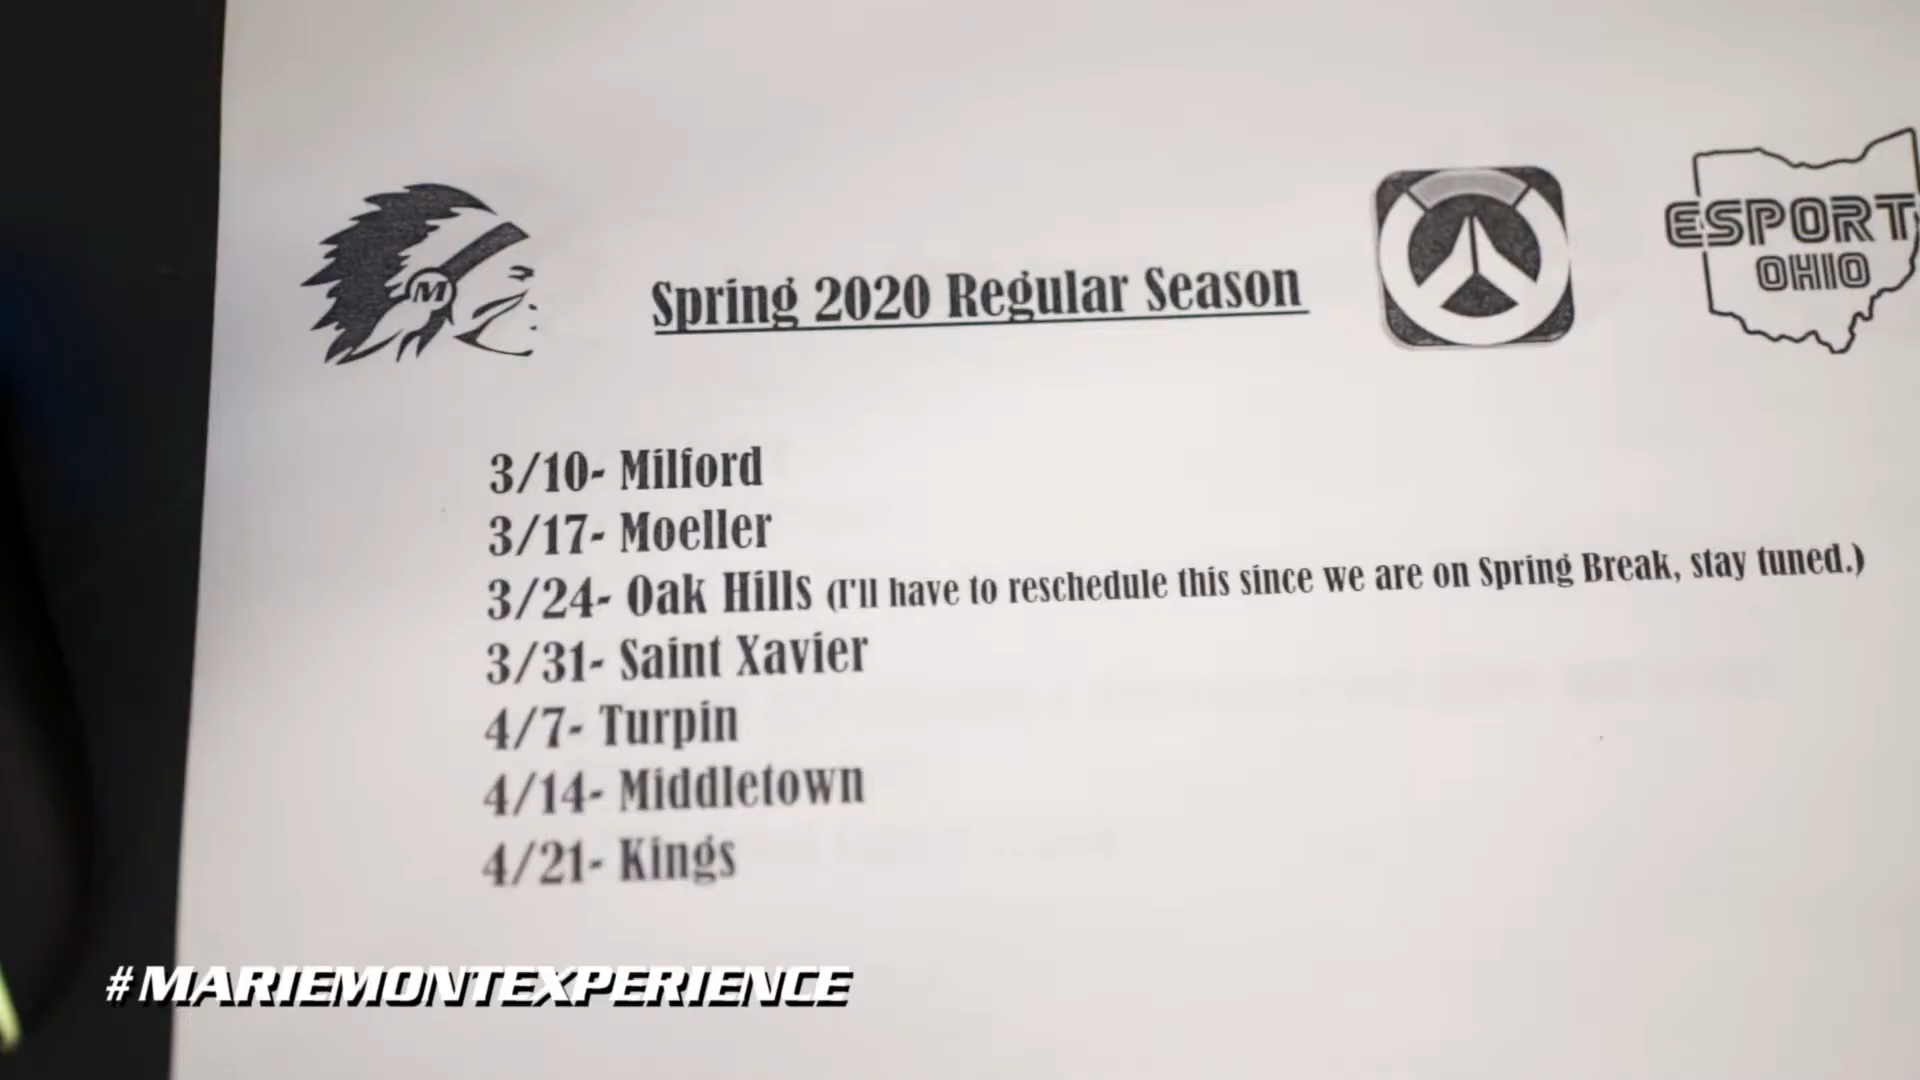 M
Spring 2020 Regular Season
ESPORT
OHIO
3/10- Milford
3/17- Moeller
3/24- Oak Hills (I'll have to reschedule this since we are on Spring Break, stay tuned.)
3/31- Saint Xavier
4/7- Turpin
4/14- Middletown
4/21- Kings
#MARIEMONTEXPERIENCE